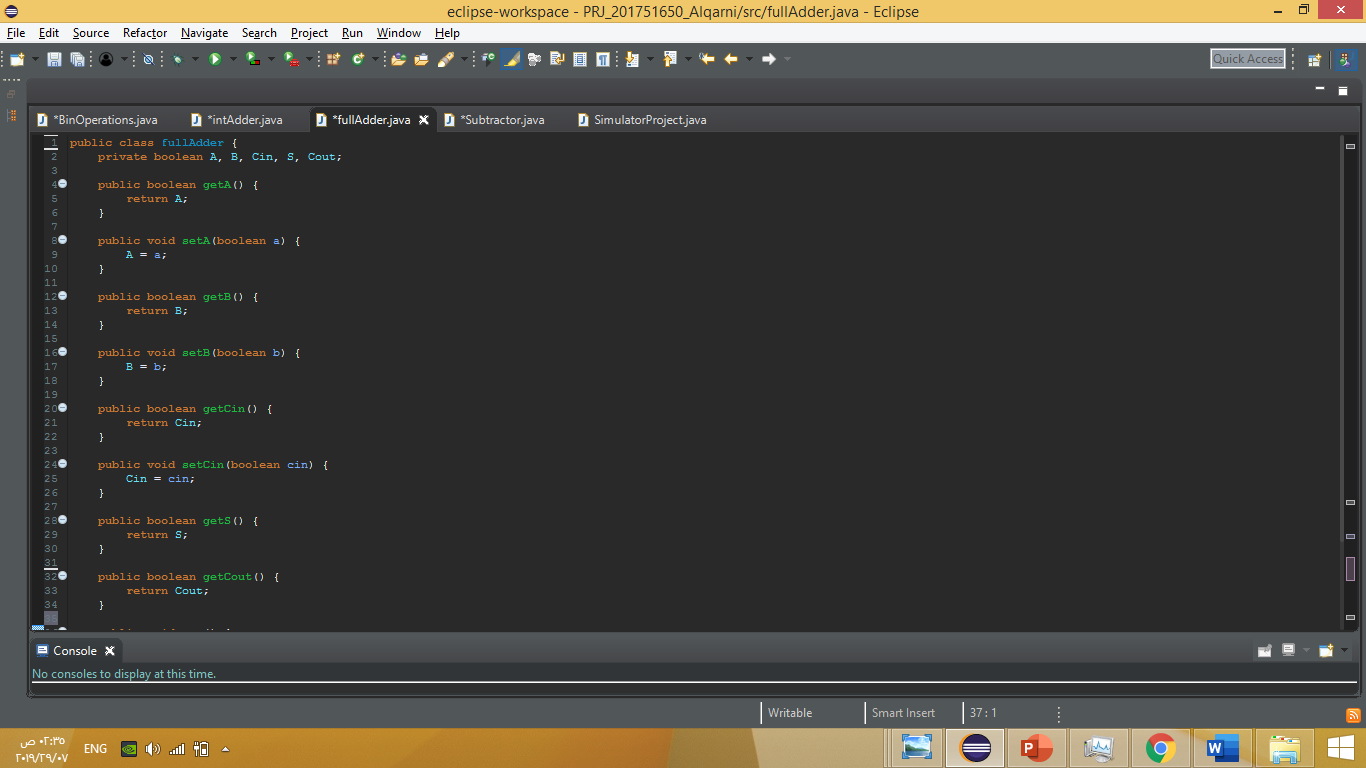 eclipse-workspace - PRJ_201751650_Alqarni/src/fullAdder.java - Eclipse
File Edit Source Refactor Navigate Search Project Run Window Help
Quick Access
*BinOperations.java *intAdder.java *fullAdder.java *Subtractor.java SimulatorProject.java
1 public class fullAdder {
2 private boolean A, B, Cin, S, Cout;
3
4 public boolean getA() {
5 return A;
6 }
7
8 public void setA(boolean a) {
9 A = a;
10 }
11
12 public boolean getB() {
13 return B;
14 }
15
16 public void setB(boolean b) {
17 B = b;
18 }
19
20 public boolean getCin() {
21 return Cin;
22 }
23
24 public void setCin(boolean cin) {
25 Cin = cin;
26 }
27
28 public boolean getS() {
29 return S;
30 }
31
32 public boolean getCout() {
33 return Cout;
34 }
35
Console
No consoles to display at this time.
Writable Smart Insert 37 : 1
ENG
٠٢:٣٥ ص
٢٠١٩/٢٩/٠٧